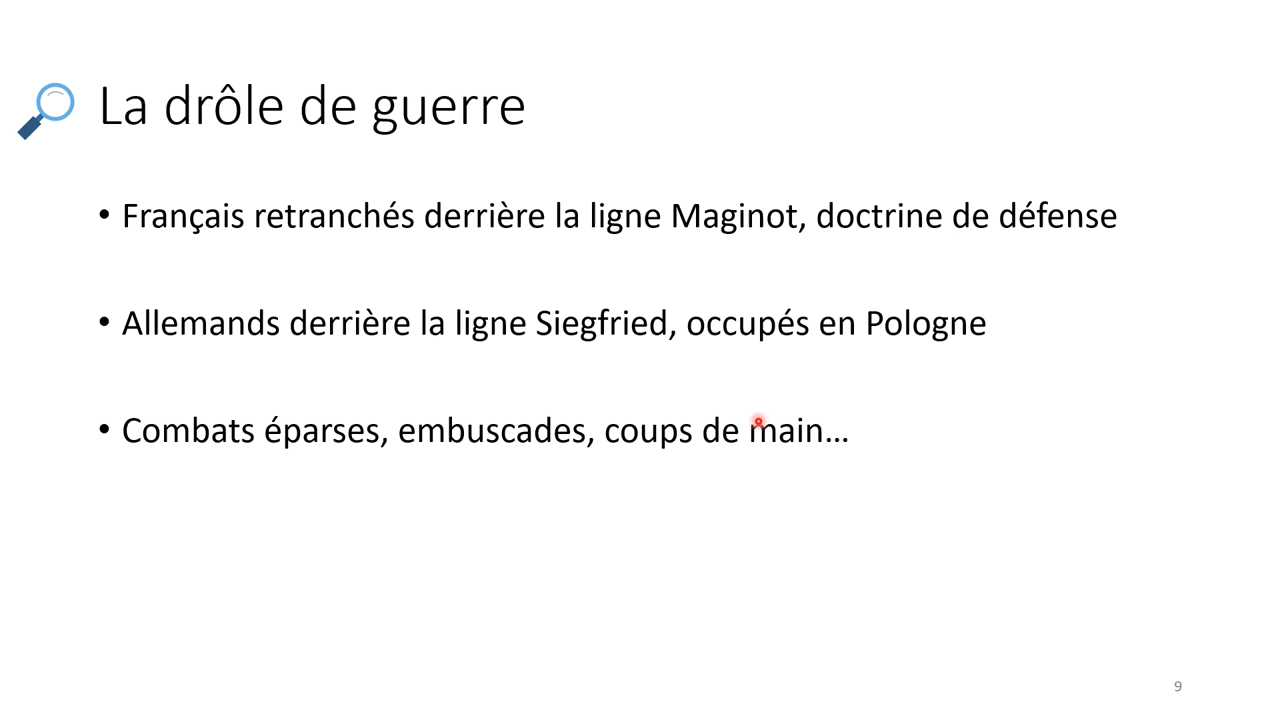 La drôle de guerre
• Français retranchés derrière la ligne Maginot, doctrine de défense
• Allemands derrière la ligne Siegfried, occupés en Pologne
• Combats éparses, embuscades, coups de main…
9